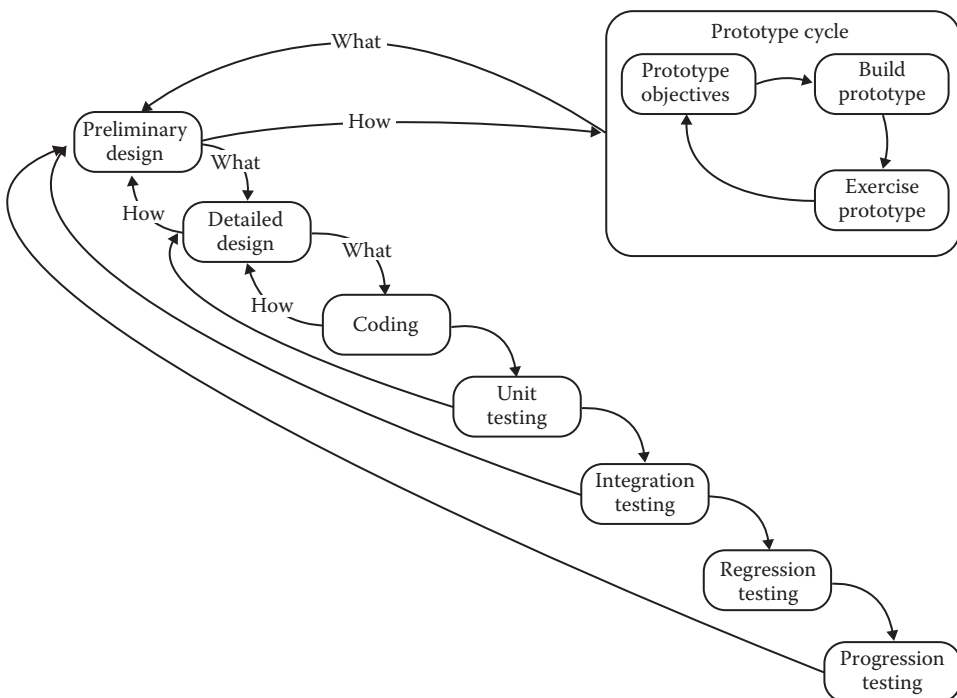 What
Prototype cycle
Prototype
objectives
Build
prototype
Exercise
prototype
How
Preliminary
design
What
How
Detailed
design
What
How
Coding
Unit
testing
Integration
testing
Regression
testing
Progression
testing